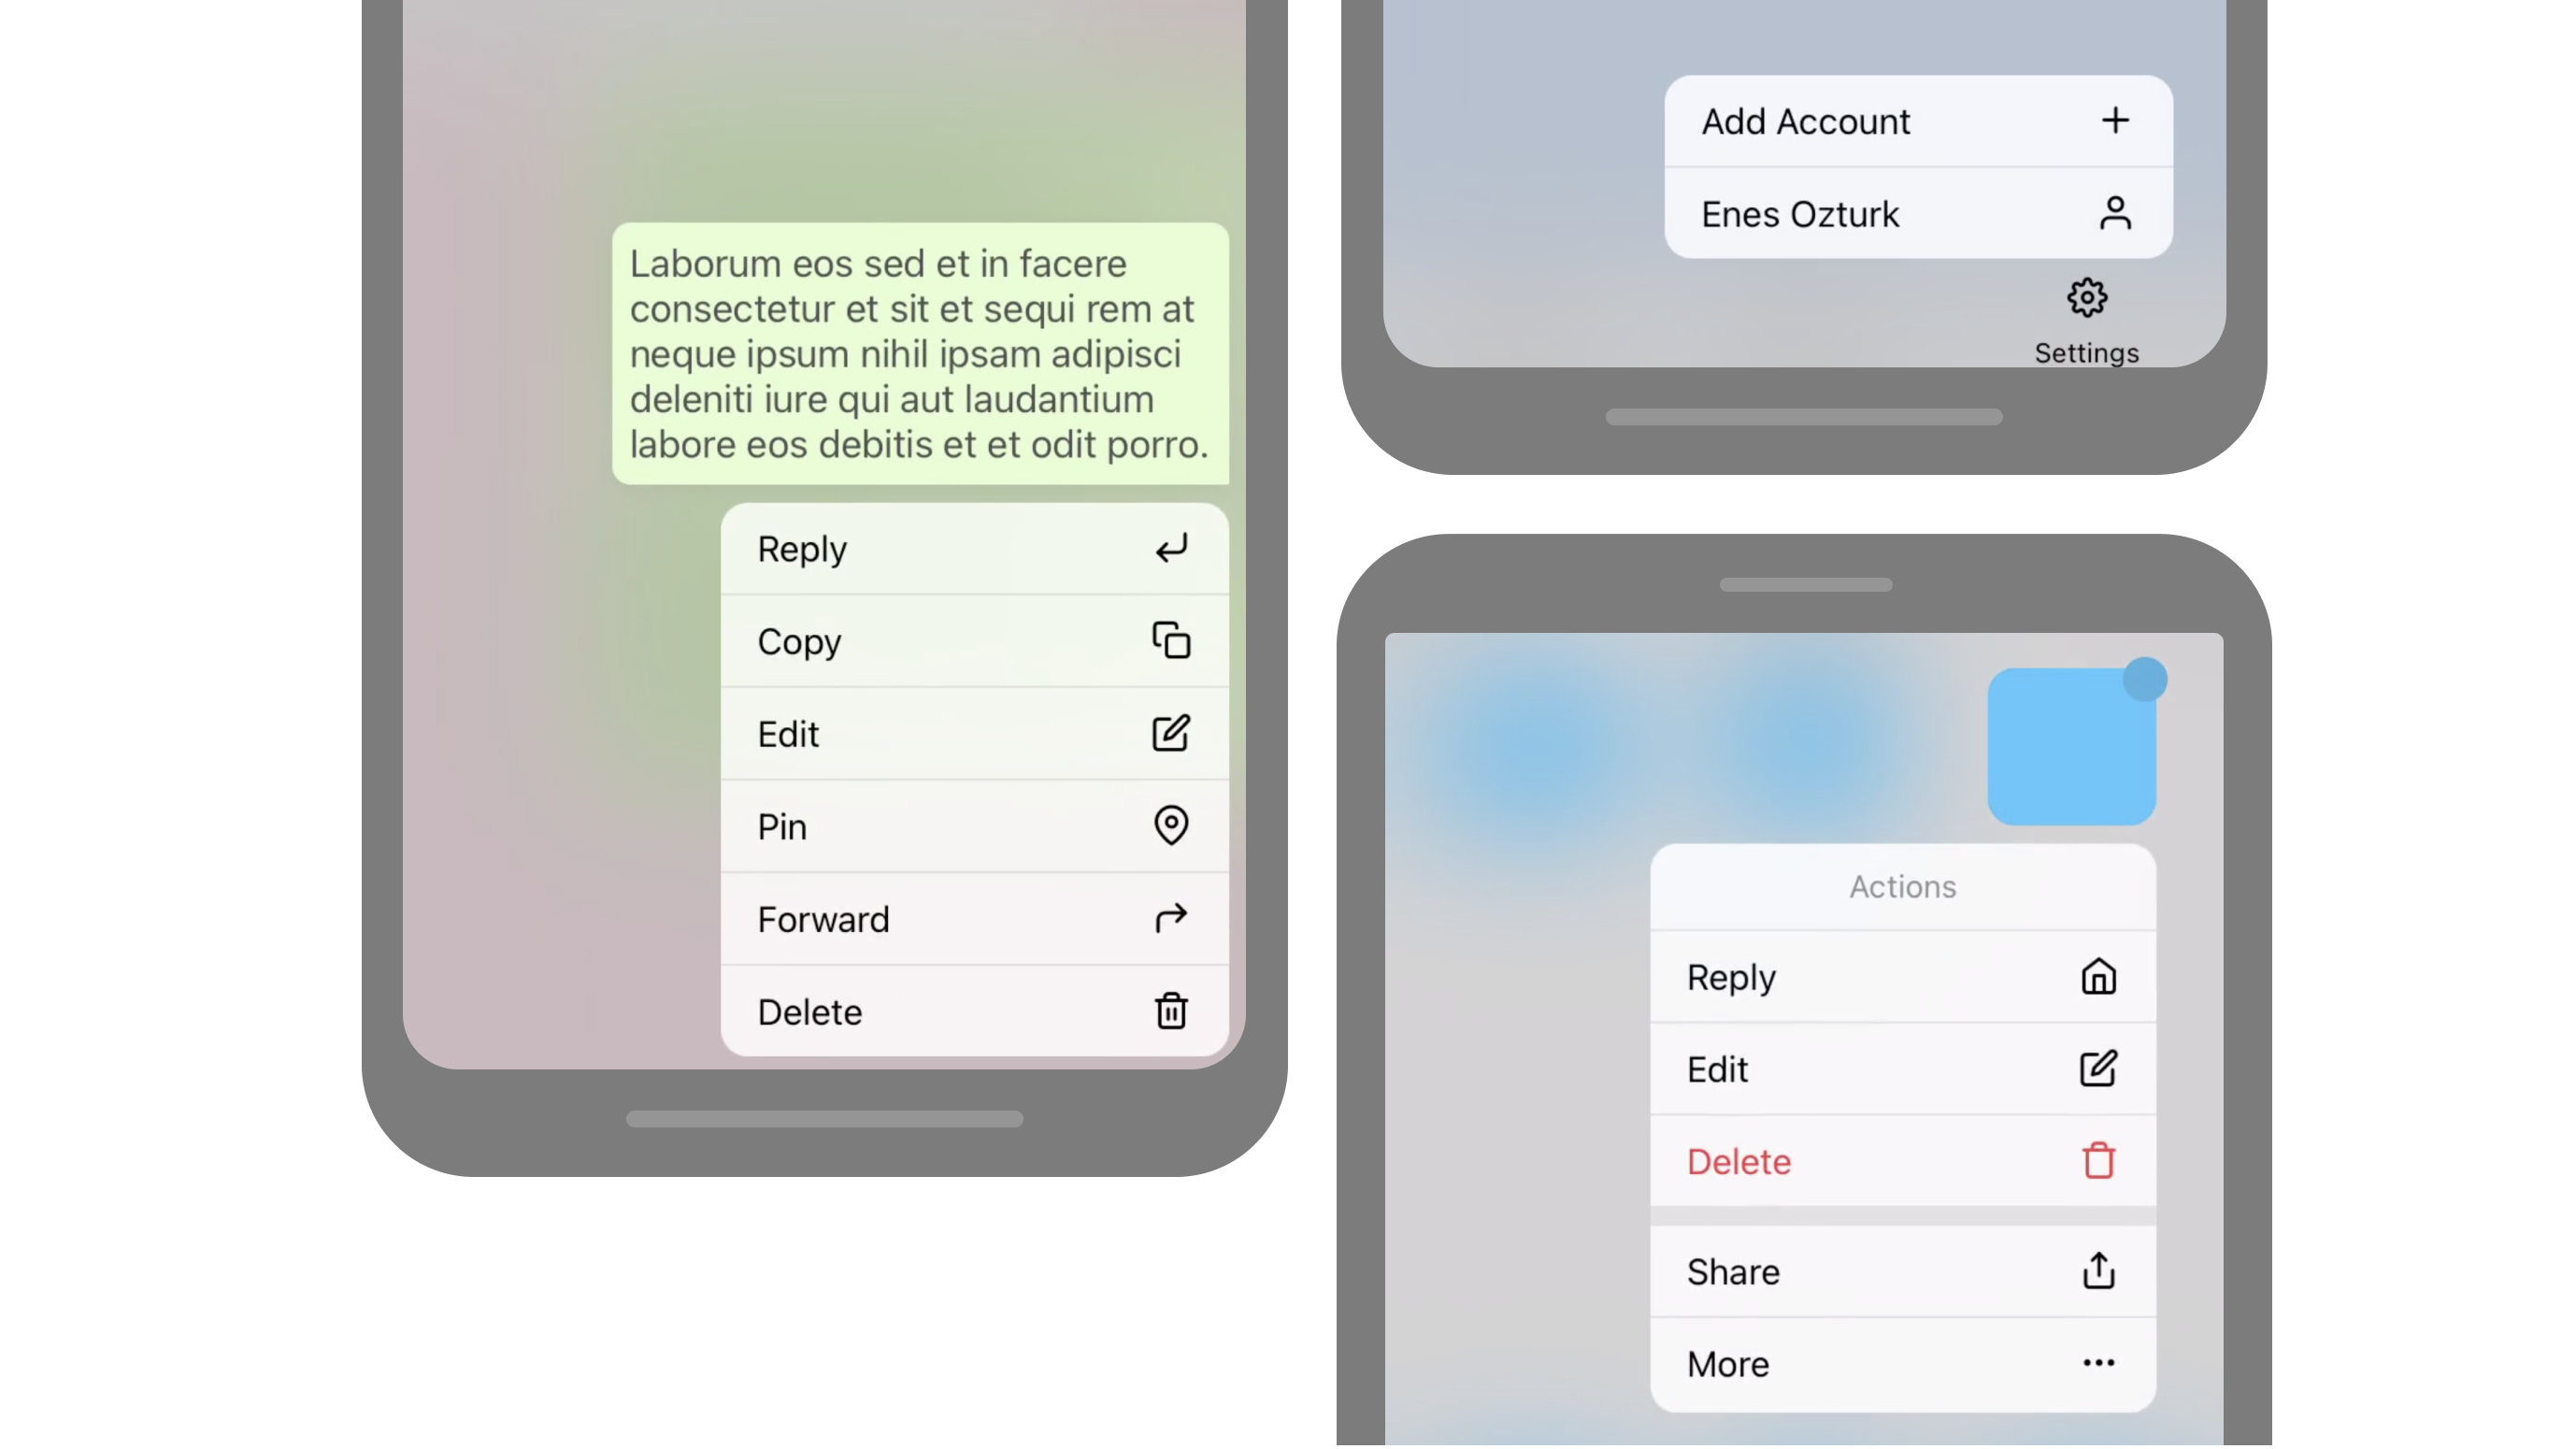 Laborum eos sed et in facere
consectetur et sit et sequi rem at
neque ipsum nihil ipsam adipisci
deleniti iure qui aut laudantium
labore eos debitis et et odit porro.
Reply
Copy
Edit
Pin
Forward
Delete
Add Account
Enes Ozturk
Settings
Actions
Reply
Edit
Delete
Share
More